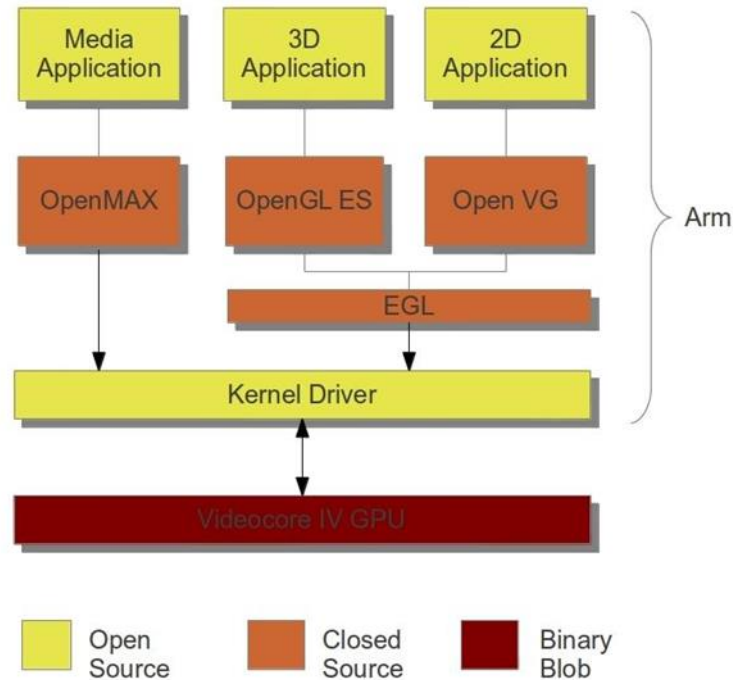 Media
Application
3D
Application
2D
Application
OpenMAX
OpenGL ES
Open VG
Arm
EGL
Kernel Driver
Videocore IV GPU
Open
Source
Closed
Source
Binary
Blob